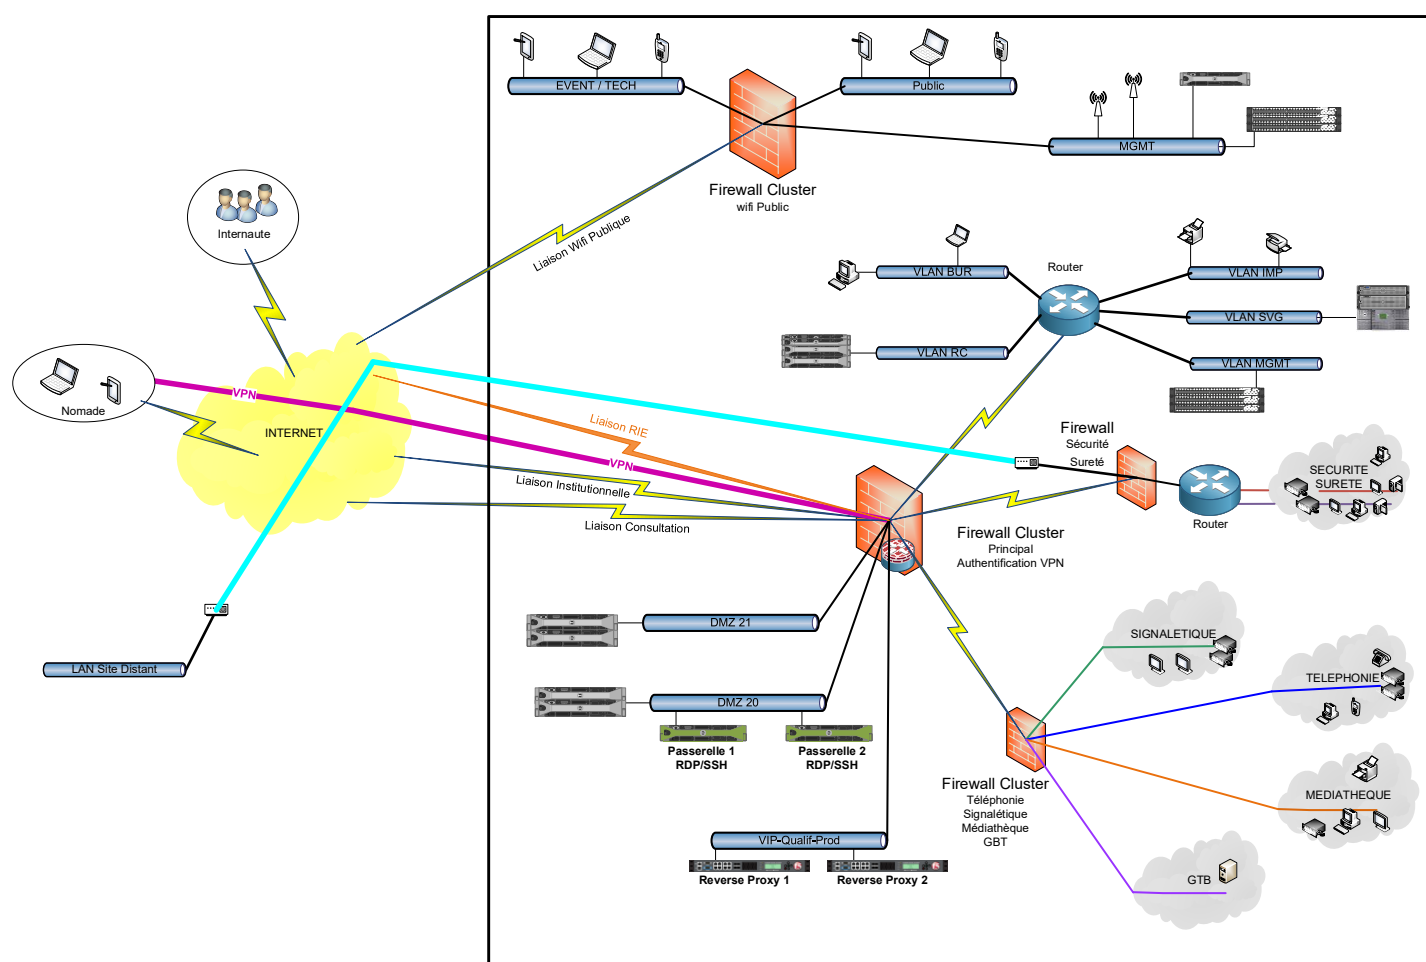 EVENT / TECH
Public
MGMT
Firewall Cluster
wifi Public
Internaute
Liaison Wifi Publique
VLAN BUR
Router
VLAN IMP
VLAN SVG
VLAN RC
VLAN MGMT
Nomade
VPN
INTERNET
Liaison RIE
VPN
Liaison Institutionnelle
Liaison Consultation
Firewall
Sécurité
Sureté
Router
SECURITE
SURETE
Firewall Cluster
Principal
Authentification VPN
LAN Site Distant
DMZ 21
DMZ 20
Passerelle 1
RDP/SSH
Passerelle 2
RDP/SSH
SIGNALETIQUE
TELEPHONIE
MEDIATHEQUE
GTB
Firewall Cluster
Téléphonie
Signalétique
Médiathèque
GBT
VIP-Qualif-Prod
Reverse Proxy 1
Reverse Proxy 2